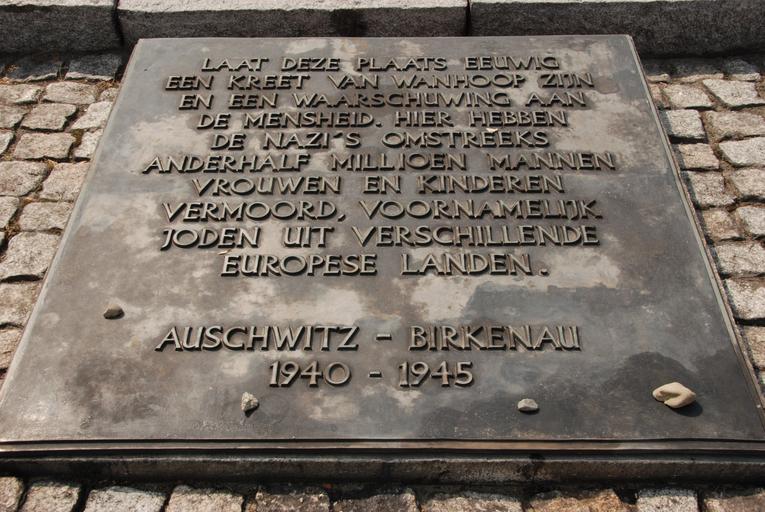 LAAT DEZE PLAATS EEUWIG
EEN KREET VAN WANHOOP ZIJN
EN EEN WAARSCHUWING AAN
DE MENSHEID. HIER HEBBEN
DE NAZI'S OMSTREEKS
ANDERHALF MILLIOEN MANNEN
VROUWEN EN KINDEREN
VERMOORD, VOORNAMELIJK
JODEN UIT VERSCHILLENDE
EUROPESE LANDEN.
AUSCHWITZ - BIRKENAU
1940 - 1945